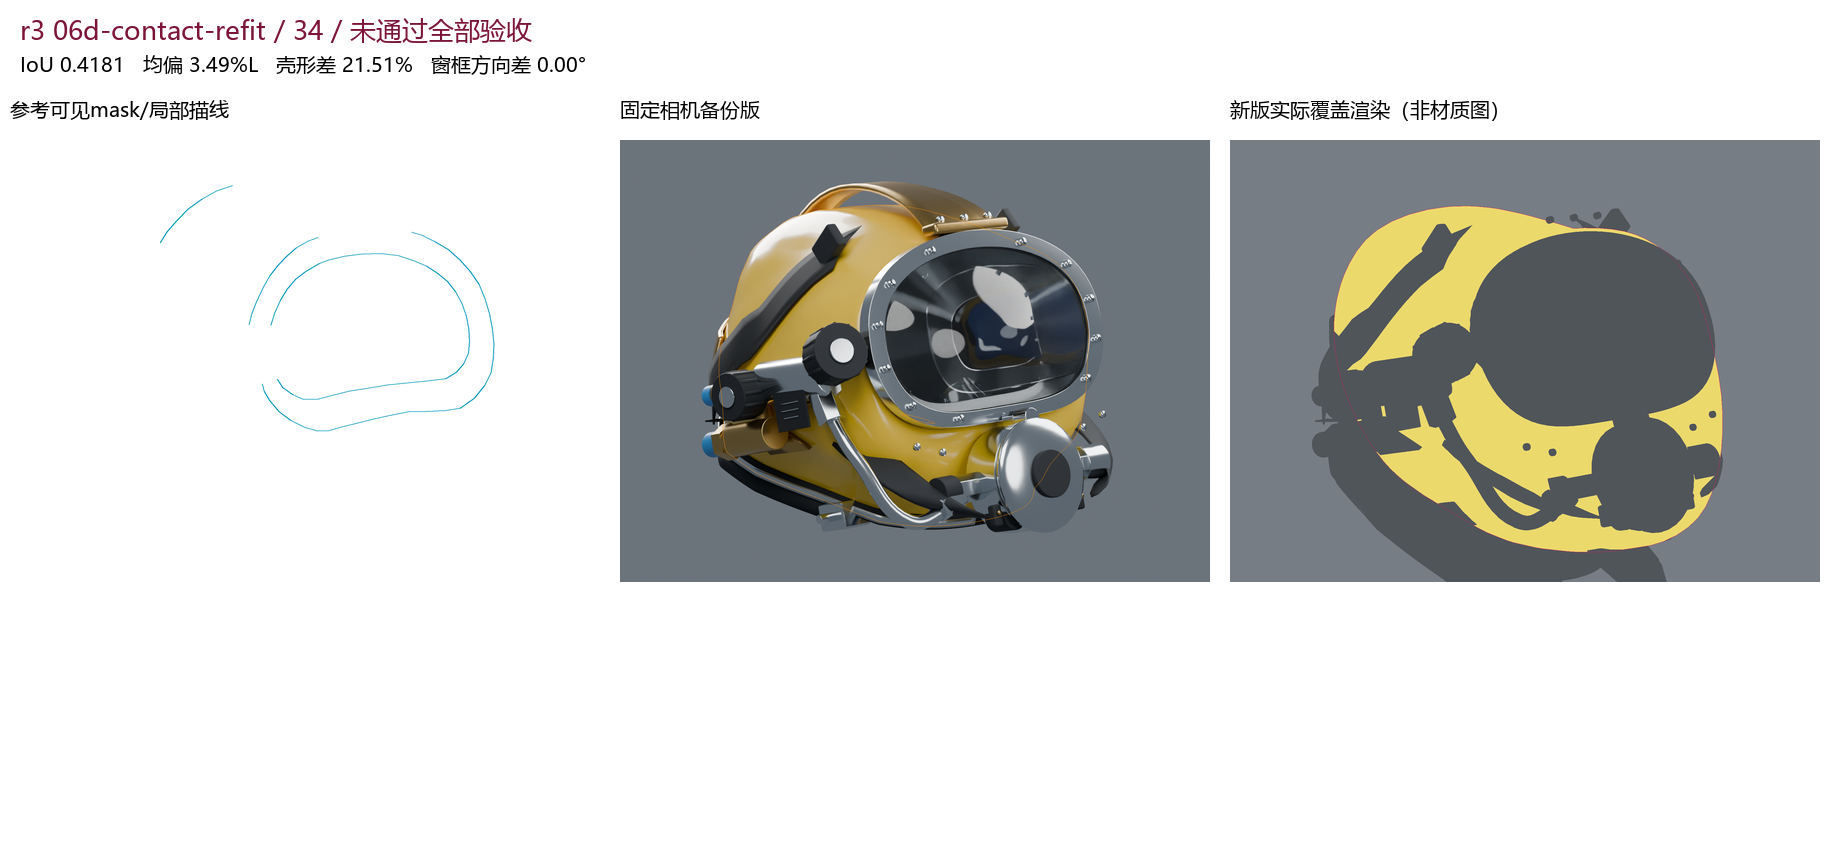 r3 06d-contact-refit / 34 / 未通过全部验收
IoU 0.4181 均偏 3.49%L 壳形差 21.51% 窗框方向差 0.00°
参考可见mask/局部描线
固定相机备份版
新版实际覆盖渲染（非材质图）